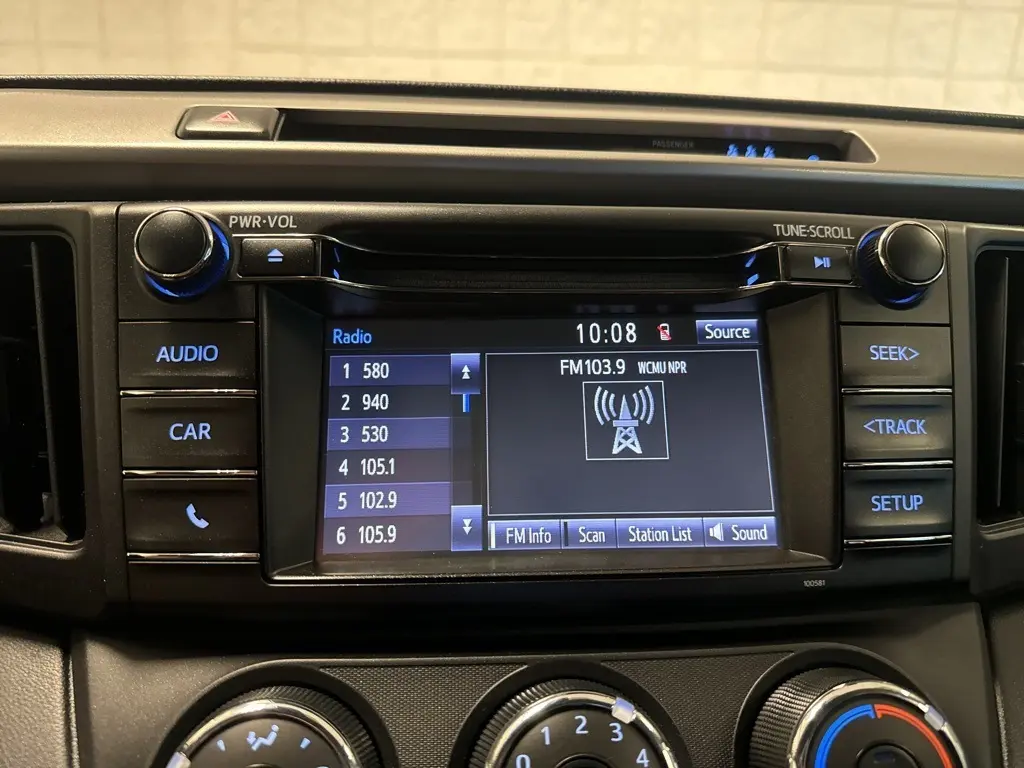 PASSENGER
PWR·VOL
TUNE·SCROLL
AUDIO
CAR
Radio
10:08
Source
1 580
2 940
3 530
4 105.1
5 102.9
6 105.9
FM103.9 WCMU NPR
FM Info
Scan
Station List
Sound
SEEK>
<TRACK
SETUP
100581
0 1 2 3 4